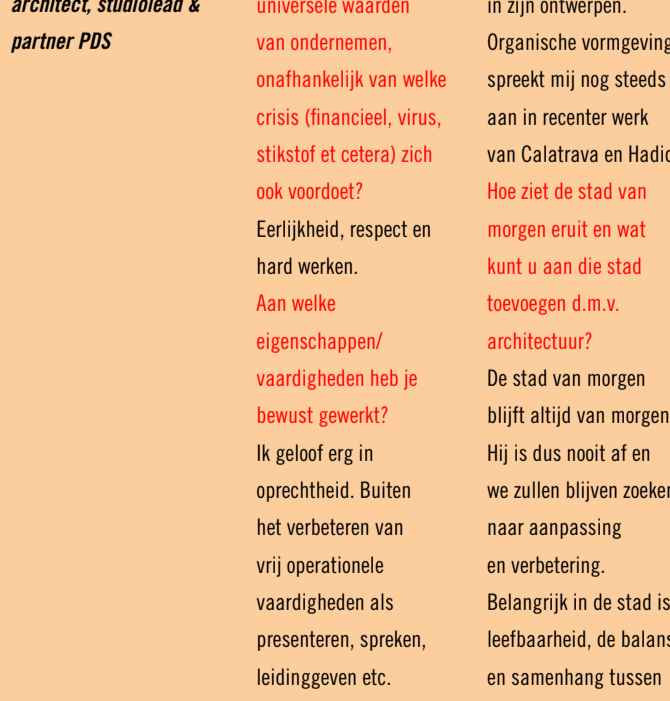 architect, studiolead &
partner PDS
universele waarden
van ondernemen,
onafhankelijk van welke
crisis (financieel, virus,
stikstof et cetera) zich
ook voordoet?
Eerlijkheid, respect en
hard werken.
Aan welke
eigenschappen/
vaardigheden heb je
bewust gewerkt?
Ik geloof erg in
oprechtheid. Buiten
het verbeteren van
vrij operationele
vaardigheden als
presenteren, spreken,
leidinggeven etc.
in zijn ontwerpen.
Organische vormgeving
spreekt mij nog steeds
aan in recenter werk
van Calatrava en
Hoe ziet de stad van
morgen eruit en wat
kunt u aan die stad
toevoegen d.m.v.
architectuur?
De stad van morgen
blijft altijd van morgen
Hij is dus nooit af en
we zullen blijven
naar aanpassing
en verbetering.
Belangrijk in de stad is
leefbaarheid, de balans
en samenhang tussen